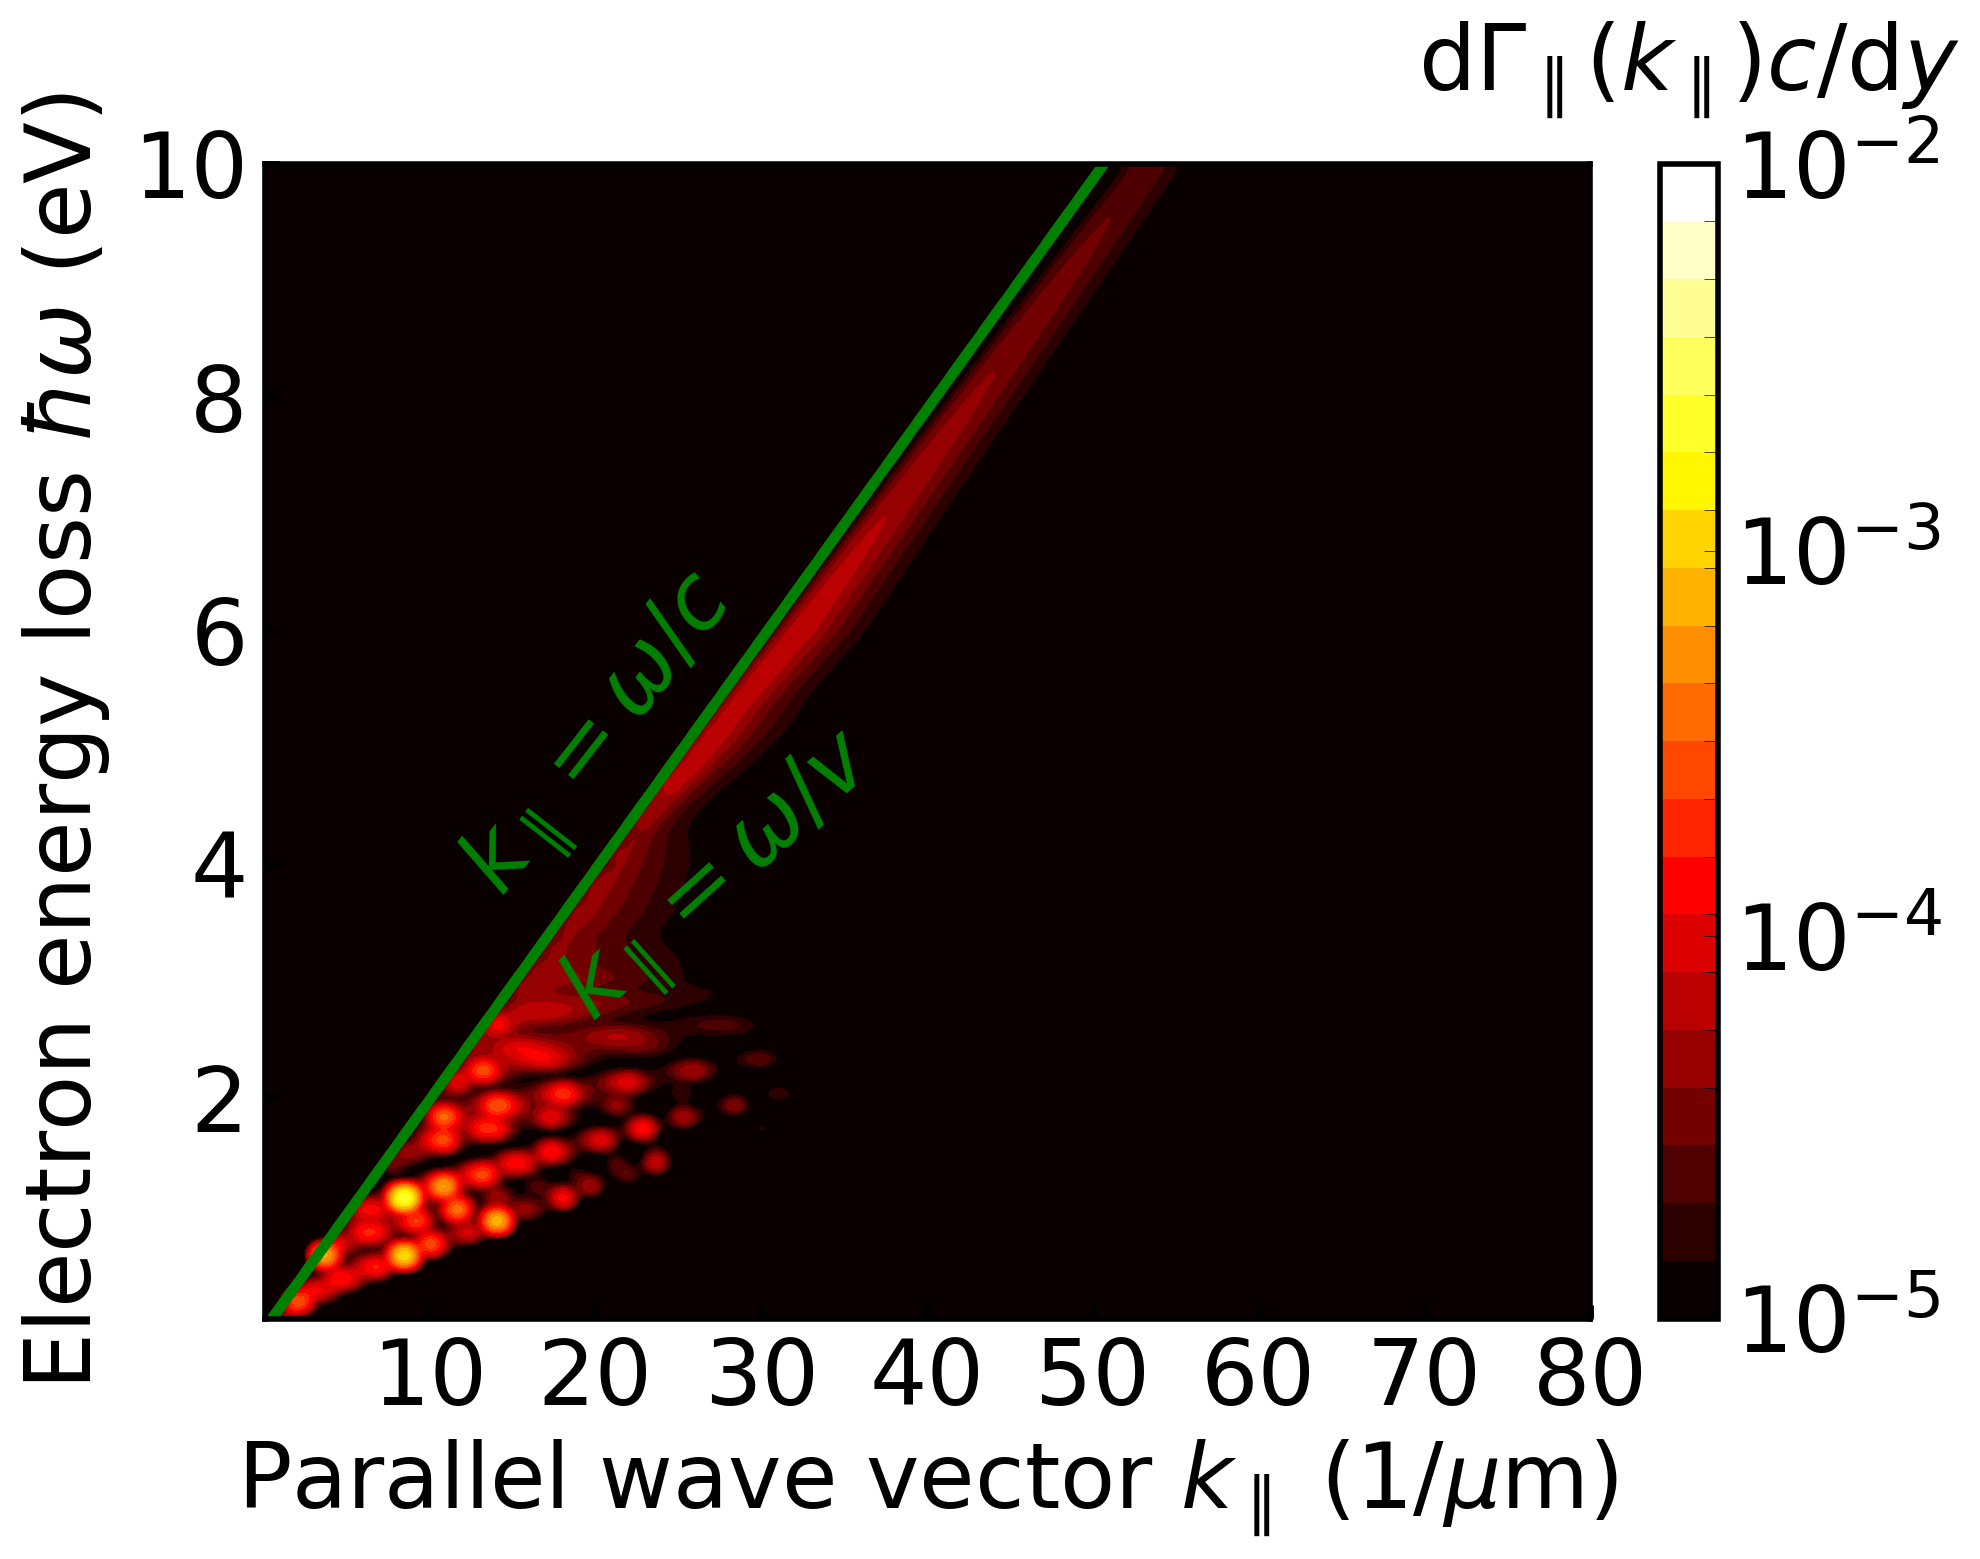 dΓ∥(k∥)c/dy
Electron energy loss ħω (eV)
10
8
6
4
2
k∥ = ω/c
k∥ = ω/v
10⁻²
10⁻³
10⁻⁴
10⁻⁵
10 20 30 40 50 60 70 80
Parallel wave vector k∥ (1/μm)